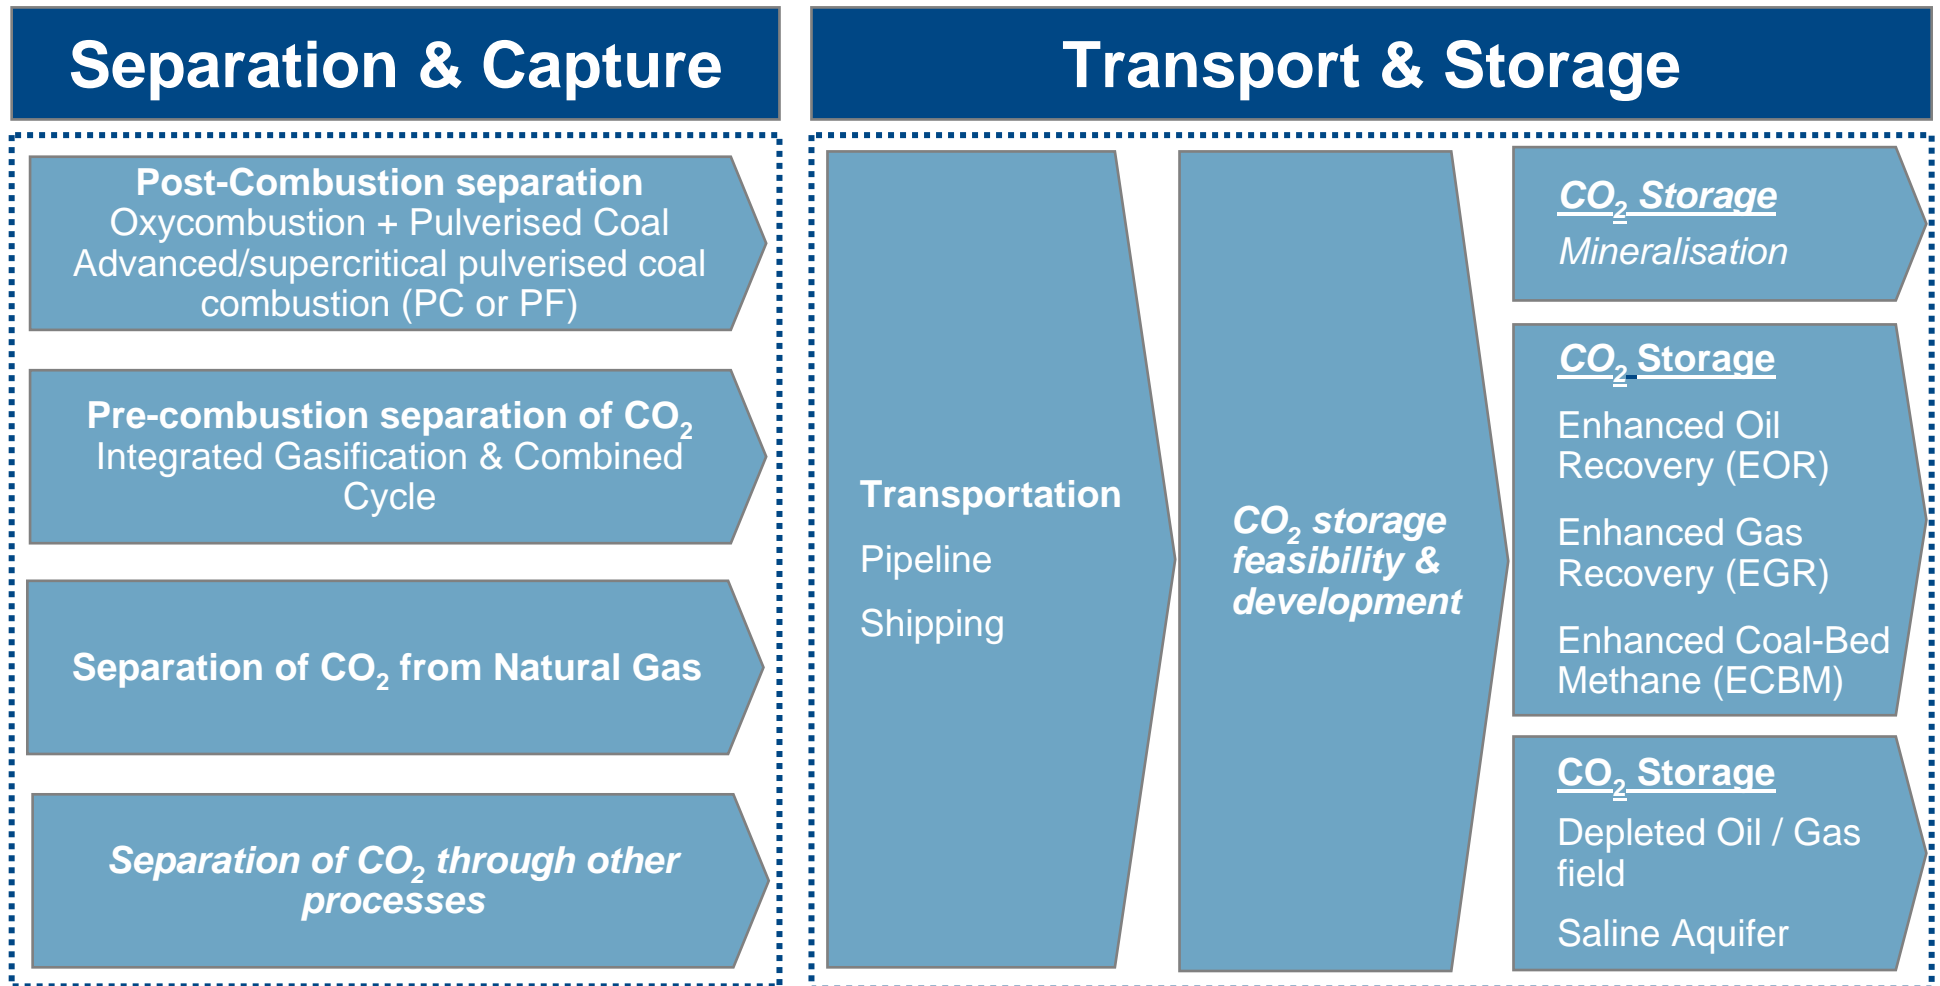 Separation & Capture
Post-Combustion separation
Oxycombustion + Pulverised Coal
Advanced/supercritical pulverised coal
combustion (PC or PF)
Pre-combustion separation of CO₂
Integrated Gasification & Combined
Cycle
Separation of CO₂ from Natural Gas
Separation of CO₂ through other
processes
Transport & Storage
Transportation
Pipeline
Shipping
CO₂ storage
feasibility &
development
CO₂ Storage
Mineralisation
CO₂ Storage
Enhanced Oil
Recovery (EOR)
Enhanced Gas
Recovery (EGR)
Enhanced Coal-Bed
Methane (ECBM)
CO₂ Storage
Depleted Oil / Gas
field
Saline Aquifer